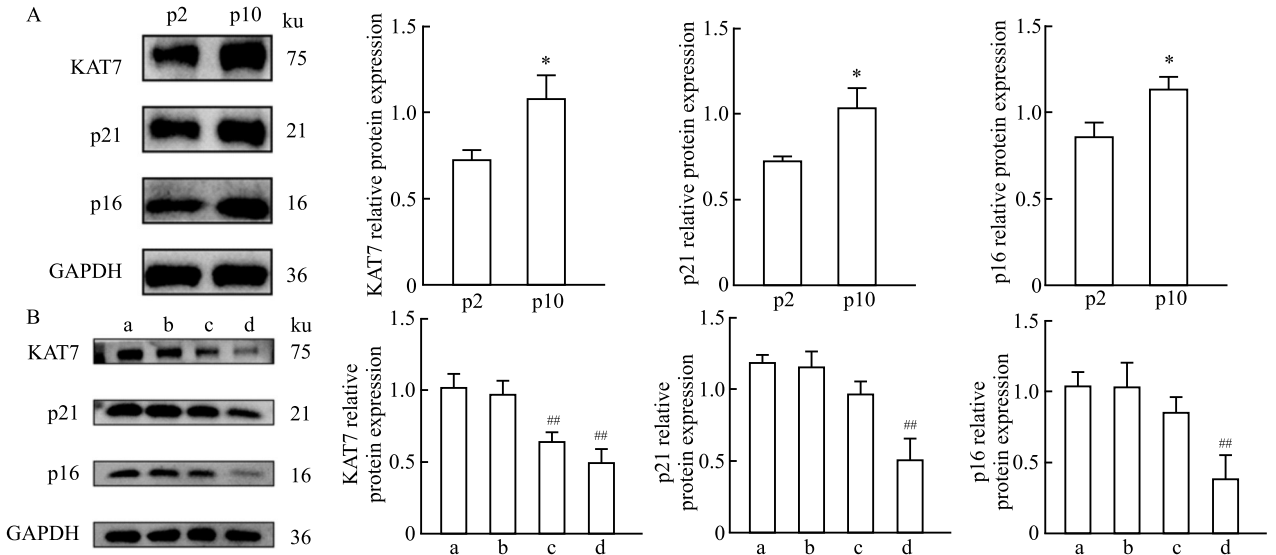 A
p2 p10 ku
KAT7 75
p21 21
p16 16
GAPDH 36
KAT7 relative protein expression
1.5
1.0
0.5
0
*
p2 p10
p21 relative protein expression
1.5
1.0
0.5
0
*
p2 p10
p16 relative protein expression
1.5
1.0
0.5
0
*
p2 p10
B
a b c d ku
KAT7 75
p21 21
p16 16
GAPDH 36
KAT7 relative
protein expression
1.5
1.0
0.5
0
## ##
a b c d
p21 relative
protein expression
1.5
1.0
0.5
0
##
a b c d
p16 relative
protein expression
1.5
1.0
0.5
0
##
a b c d